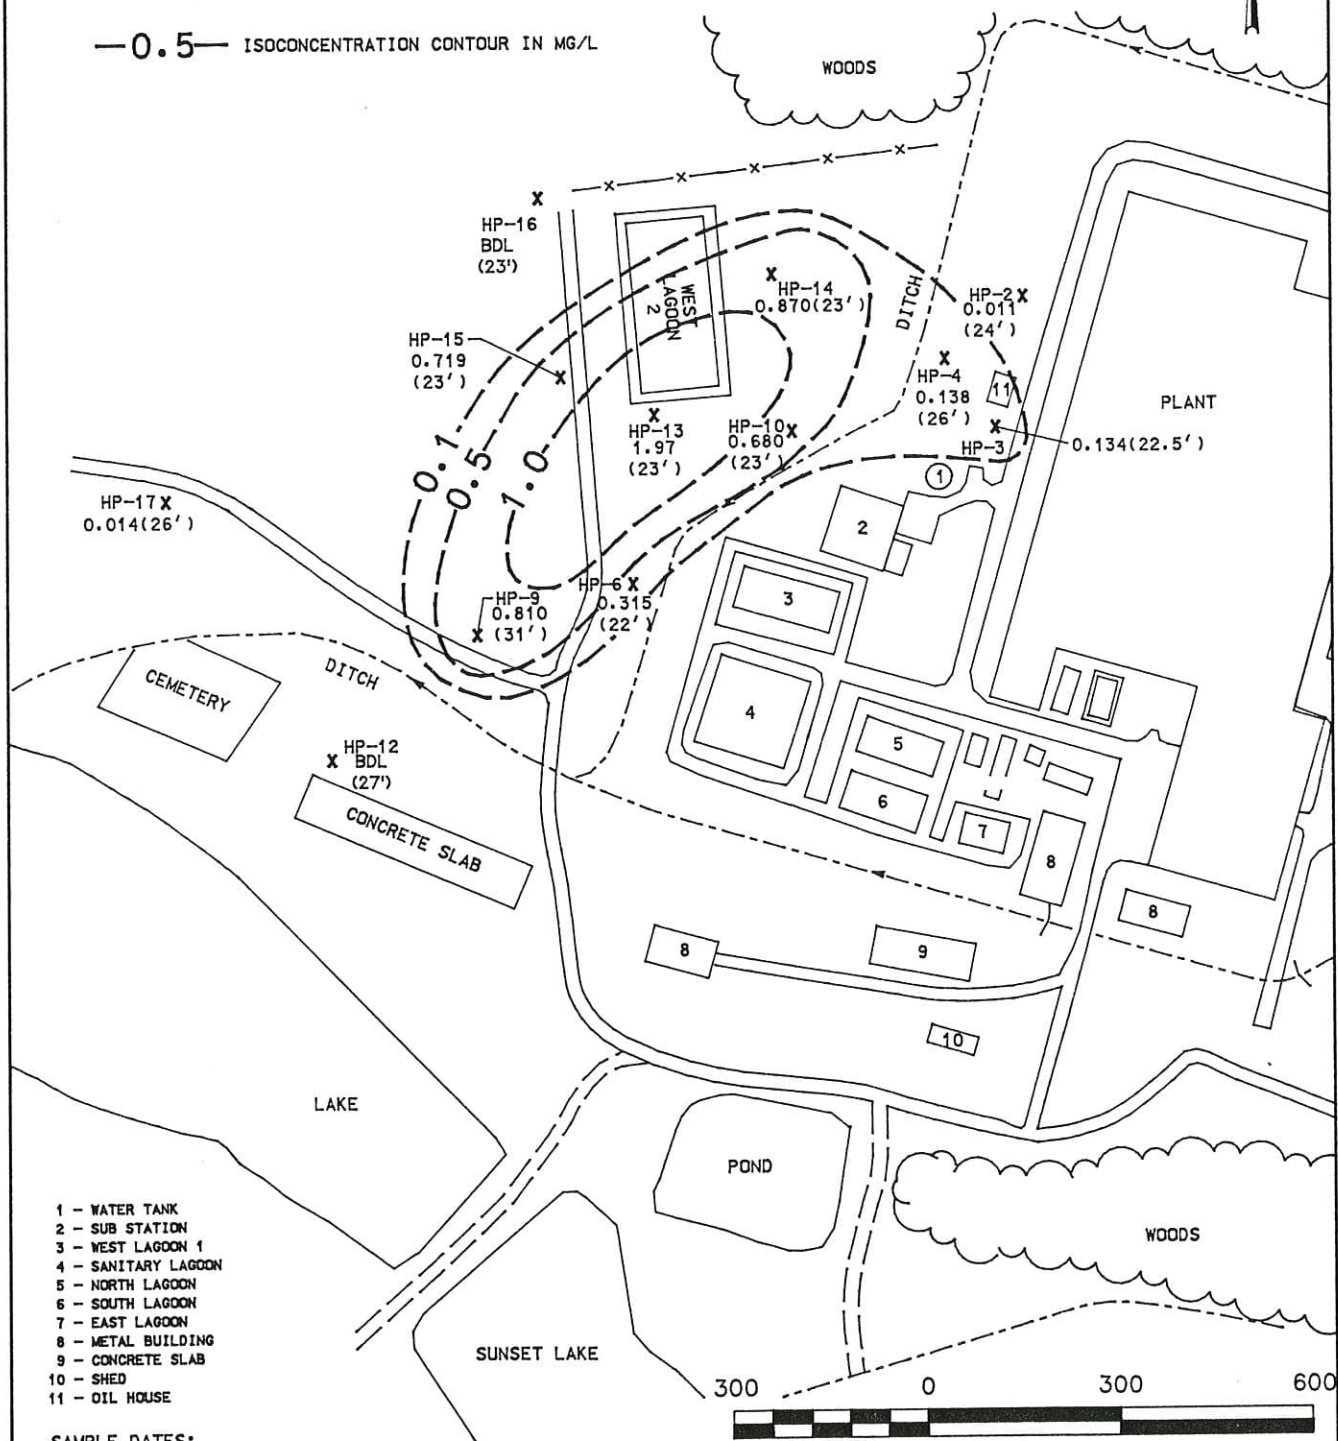 —0.5— ISOCONCENTRATION CONTOUR IN MG/L
WOODS
HP-16
BDL
(23')
WEST
LAGOON
2
HP-14
0.870(23')
DITCH
HP-2
0.011
(24')
HP-15
0.719
(23')
HP-4
0.138
(26')
11
PLANT
HP-13
1.97
(23')
HP-10
0.680
(23')
HP-3
0.134(22.5')
0.1
0.5
1.0
1
HP-17
0.014(26')
2
3
HP-9
0.810
(31')
HP-6
0.315
(22')
DITCH
CEMETERY
4
5
HP-12
BDL
(27')
6
7
8
CONCRETE SLAB
8
8
9
10
LAKE
POND
WOODS
1 - WATER TANK
2 - SUB STATION
3 - WEST LAGOON 1
4 - SANITARY LAGOON
5 - NORTH LAGOON
6 - SOUTH LAGOON
7 - EAST LAGOON
8 - METAL BUILDING
9 - CONCRETE SLAB
10 - SHED
11 - OIL HOUSE
SUNSET LAKE
300 0 300 600
SAMPLE DATES: